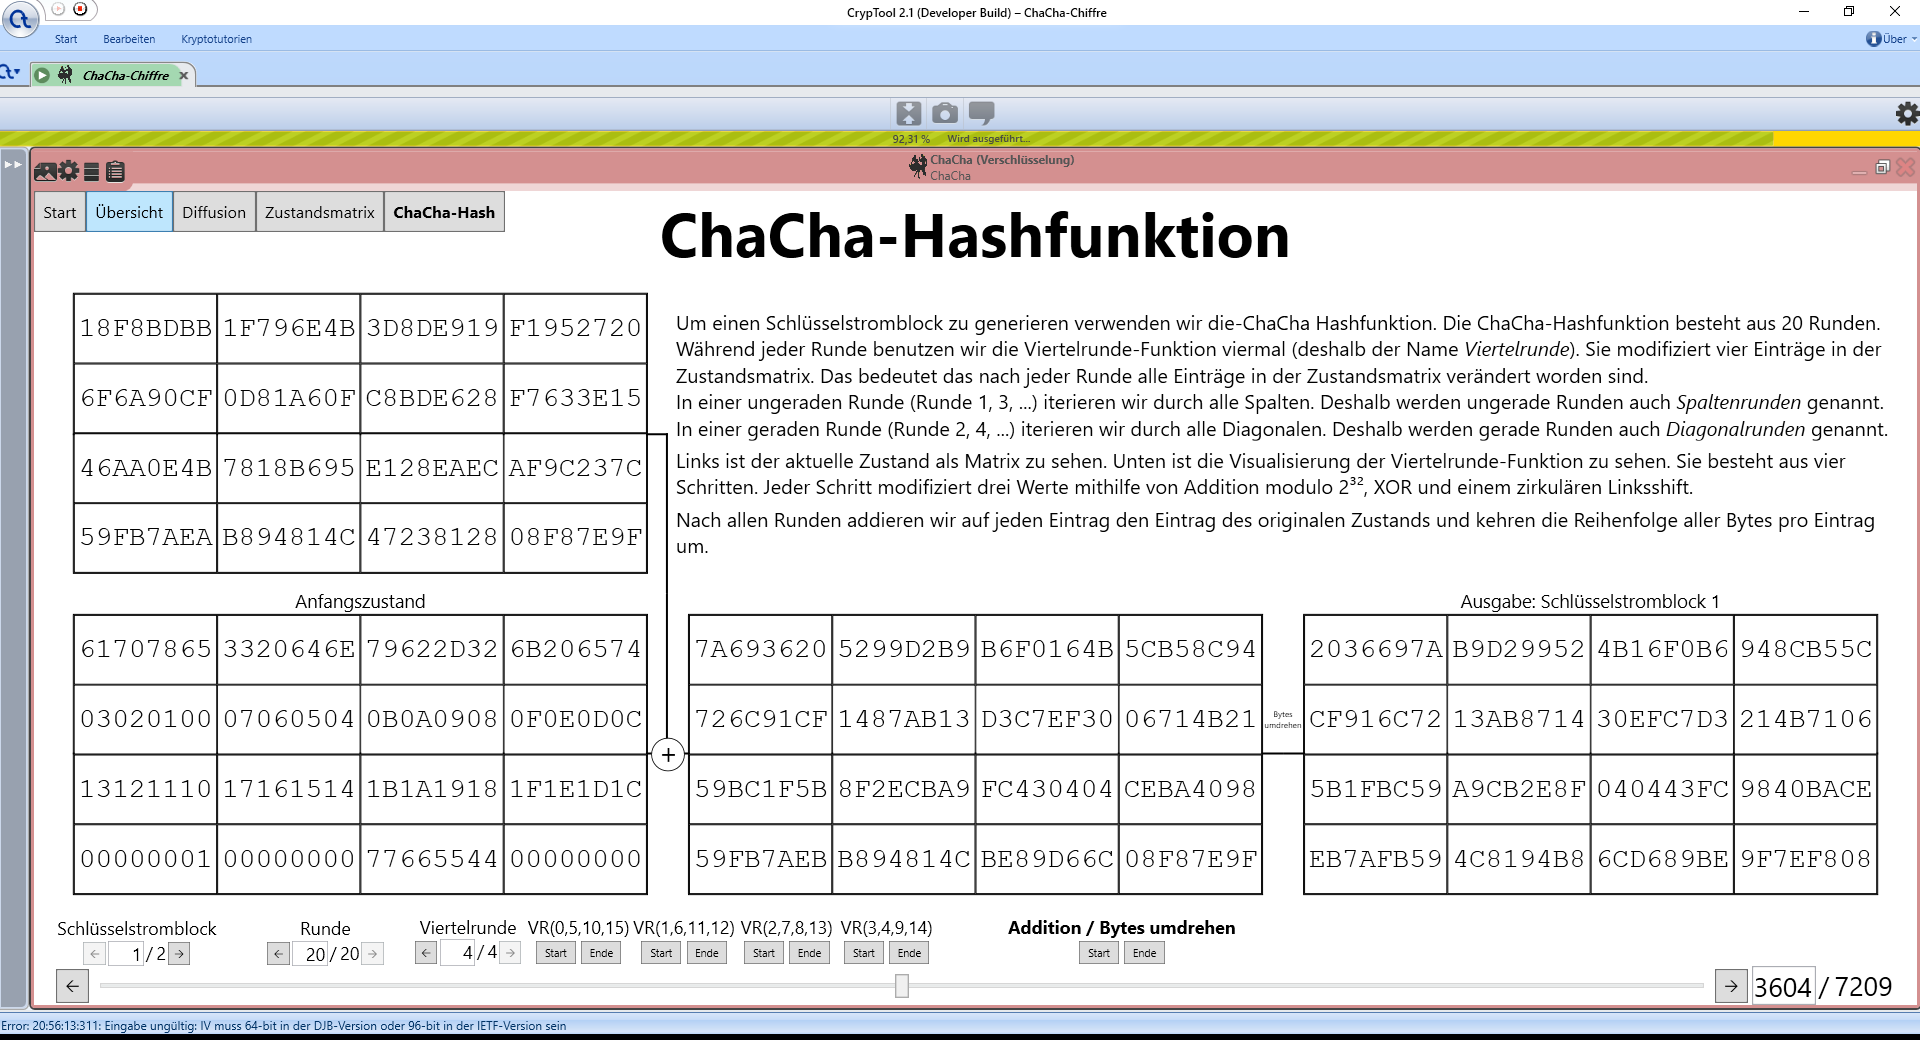 CrypTool 2.1 (Developer Build) – ChaCha-Chiffre
Start Bearbeiten Kryptotutorien
Über
ChaCha-Chiffre
92,31 % Wird ausgeführt...
ChaCha (Verschlüsselung)
ChaCha
Start Übersicht Diffusion Zustandsmatrix ChaCha-Hash
ChaCha-Hashfunktion
18F8BDBB 1F796E4B 3D8DE919 F1952720
6F6A90CF 0D81A60F C8BDE628 F7633E15
46AA0E4B 7818B695 E128EAEC AF9C237C
59FB7AEA B894814C 47238128 08F87E9F
Um einen Schlüsselstromblock zu generieren verwenden wir die-ChaCha Hashfunktion. Die ChaCha-Hashfunktion besteht aus 20 Runden.
Während jeder Runde benutzen wir die Viertelrunde-Funktion viermal (deshalb der Name Viertelrunde). Sie modifiziert vier Einträge in der
Zustandsmatrix. Das bedeutet das nach jeder Runde alle Einträge in der Zustandsmatrix verändert worden sind.
In einer ungeraden Runde (Runde 1, 3, ...) iterieren wir durch alle Spalten. Deshalb werden ungerade Runden auch Spaltenrunden genannt.
In einer geraden Runde (Runde 2, 4, ...) iterieren wir durch alle Diagonalen. Deshalb werden gerade Runden auch Diagonalrunden genannt.
Links ist der aktuelle Zustand als Matrix zu sehen. Unten ist die Visualisierung der Viertelrunde-Funktion zu sehen. Sie besteht aus vier
Schritten. Jeder Schritt modifiziert drei Werte mithilfe von Addition modulo 2³², XOR und einem zirkulären Linksshift.
Nach allen Runden addieren wir auf jeden Eintrag den Eintrag des originalen Zustands und kehren die Reihenfolge aller Bytes pro Eintrag
um.
Anfangszustand
61707865 3320646E 79622D32 6B206574
03020100 07060504 0B0A0908 0F0E0D0C
13121110 17161514 1B1A1918 1F1E1D1C
00000001 00000000 77665544 00000000
+
7A693620 5299D2B9 B6F0164B 5CB58C94
726C91CF 1487AB13 D3C7EF30 06714B21
59BC1F5B 8F2ECBA9 FC430404 CEBA4098
59FB7AEB B894814C BE89D66C 08F87E9F
Bytes
umdrehen
Ausgabe: Schlüsselstromblock 1
2036697A B9D29952 4B16F0B6 948CB55C
CF916C72 13AB8714 30EFC7D3 214B7106
5B1FBC59 A9CB2E8F 040443FC 9840BACE
EB7AFB59 4C8194B8 6CD689BE 9F7EF808
Schlüsselstromblock Runde Viertelrunde VR(0,5,10,15) VR(1,6,11,12) VR(2,7,8,13) VR(3,4,9,14) Addition / Bytes umdrehen
← 1 / 2 → ← 20 / 20 → ← 4 / 4 → Start Ende Start Ende Start Ende Start Ende Start Ende
← → 3604 / 7209
Error: 20:56:13:311: Eingabe ungültig: IV muss 64-bit in der DJB-Version oder 96-bit in der IETF-Version sein